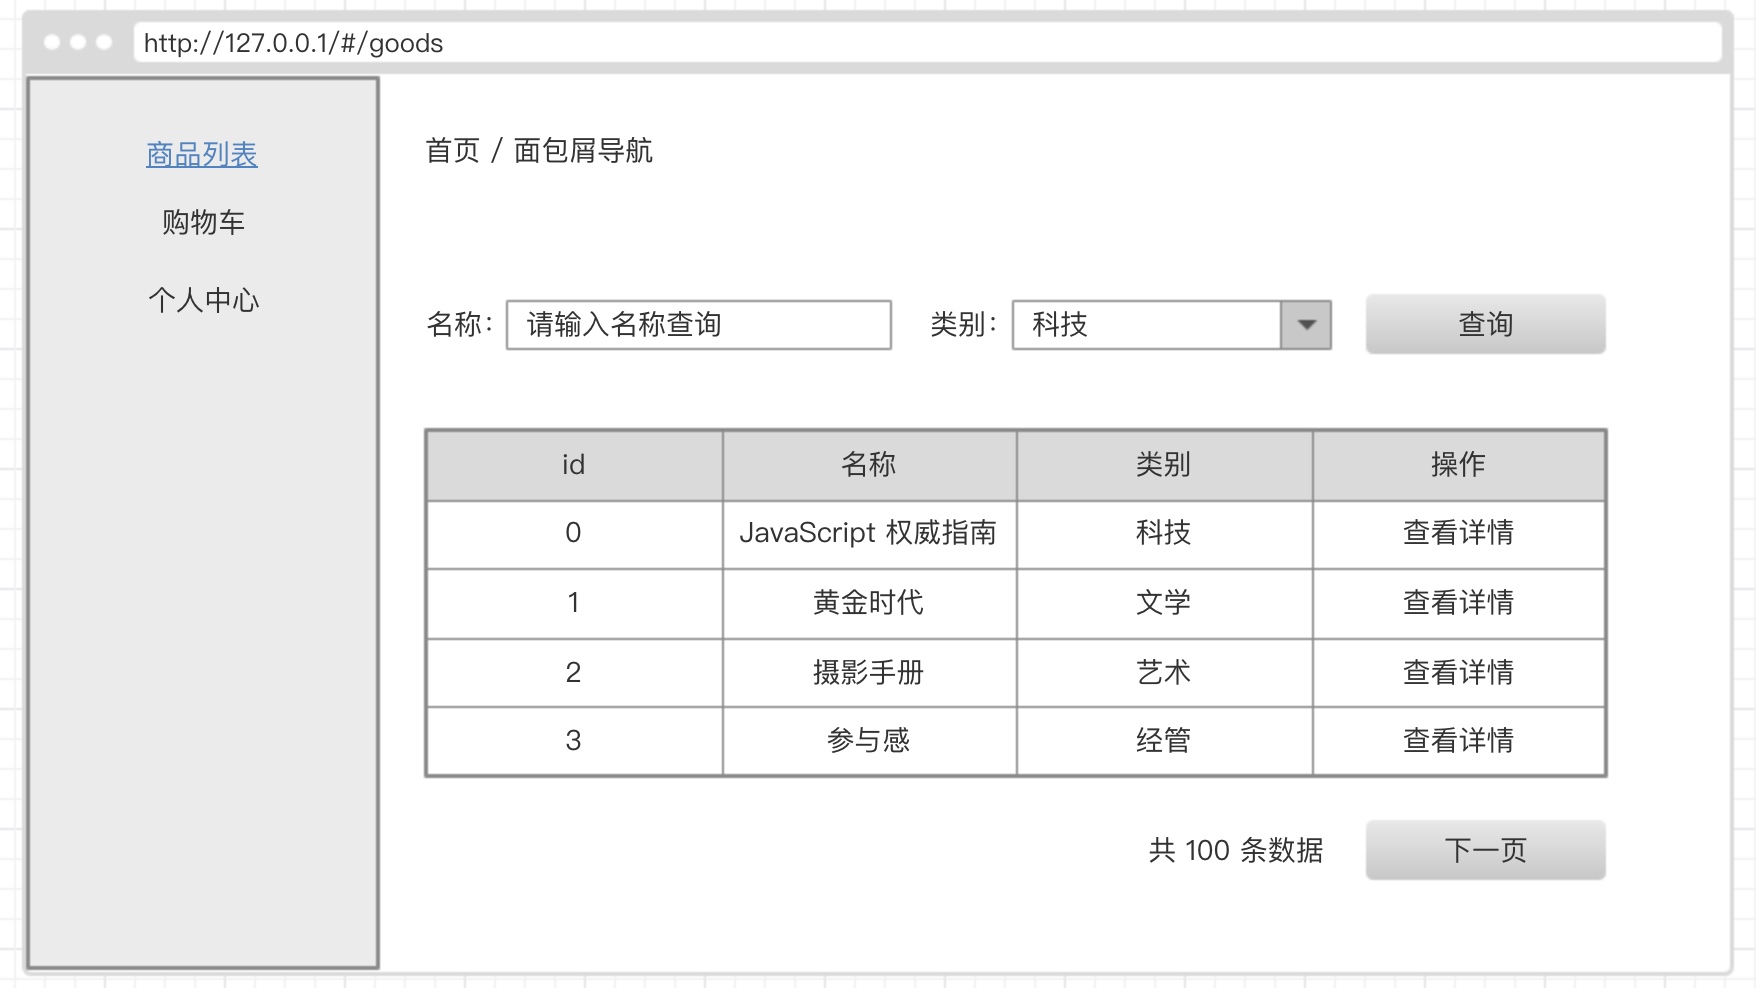 http://127.0.0.1/#/goods
商品列表
购物车
个人中心
首页 / 面包屑导航
名称： 请输入名称查询 类别： 科技 查询
id 名称 类别 操作
0 JavaScript 权威指南 科技 查看详情
1 黄金时代 文学 查看详情
2 摄影手册 艺术 查看详情
3 参与感 经管 查看详情
共 100 条数据 下一页